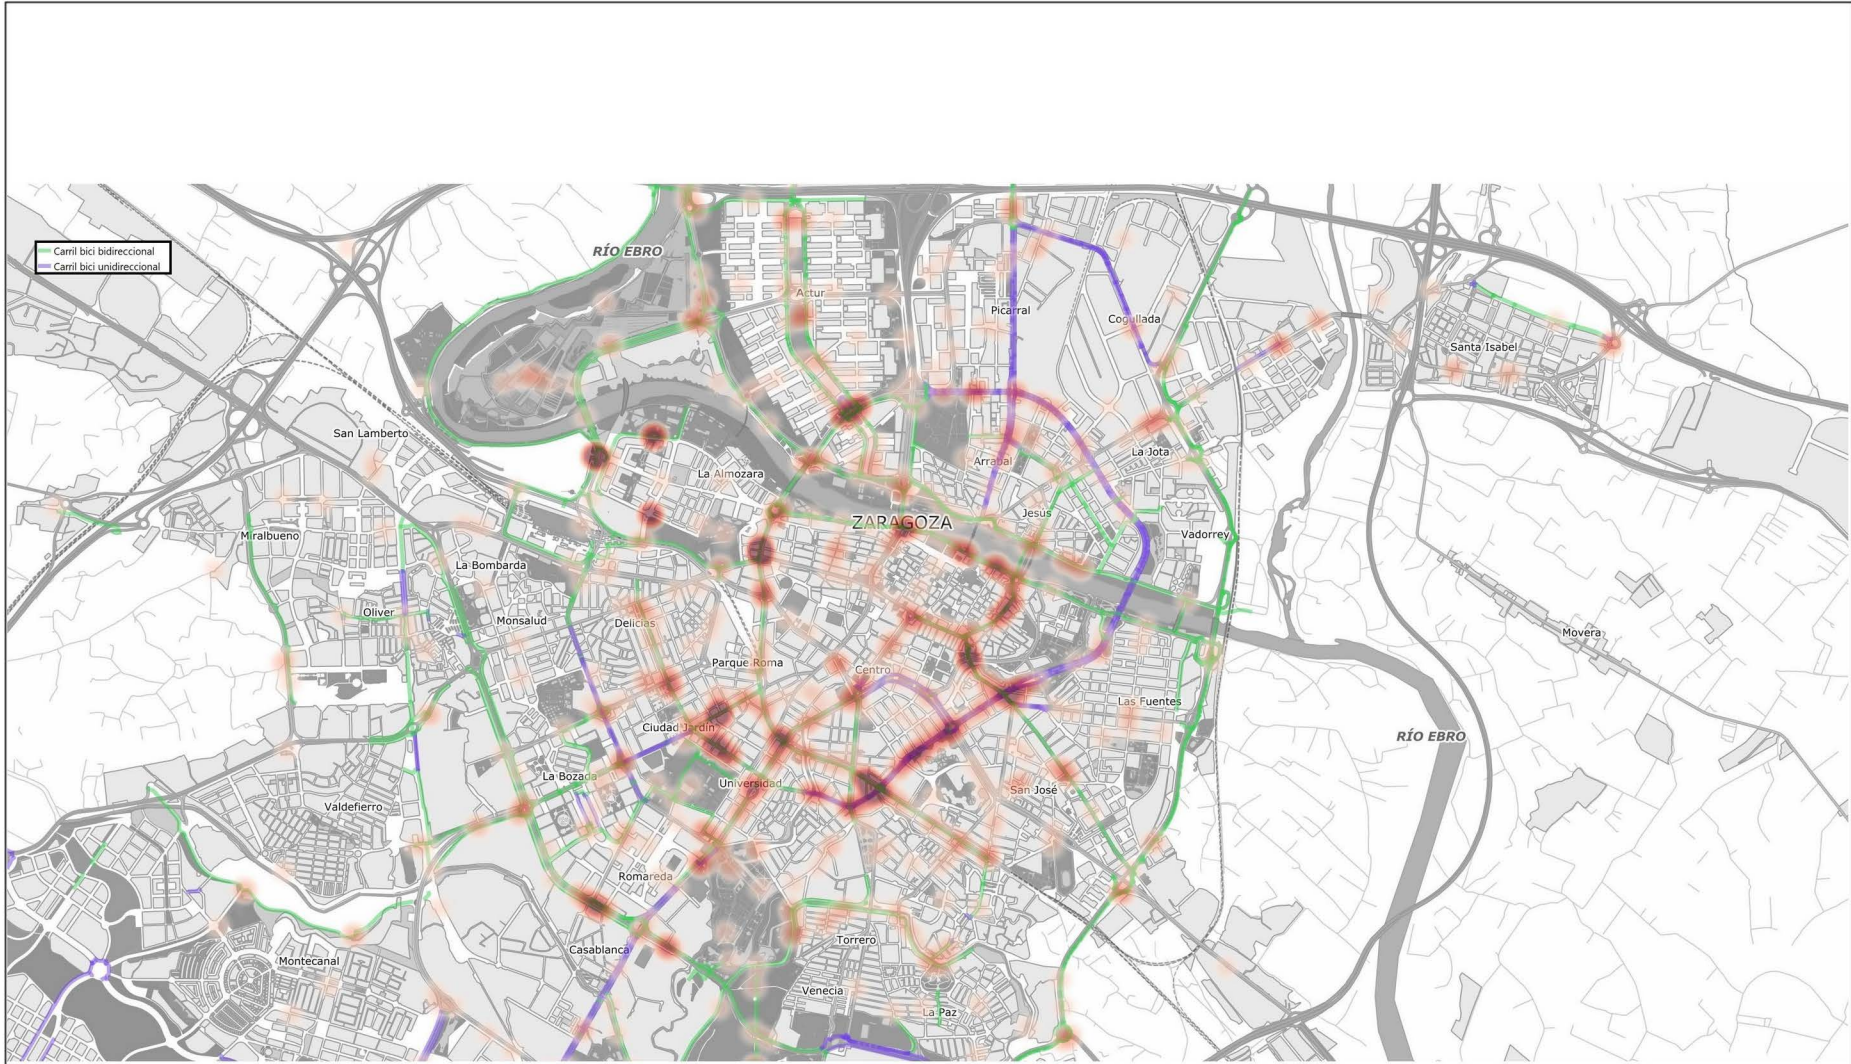 RÍO EBRO
Carril bici bidireccional
Carril bici unidireccional
Actur
Picarral
Cogullada
Santa Isabel
San Lamberto
La Almozara
Arrabal
La Jota
ZARAGOZA
Jesús
Miralbueno
Vadorrey
La Bombarda
Oliver
Monsalud
Delicias
Movera
Parque Roma
Centro
Las Fuentes
Ciudad Jardín
RÍO EBRO
La Bozada
Universidad
San José
Valdefierro
Romareda
Torrero
Casablanca
Montecanal
Venecia
La Paz